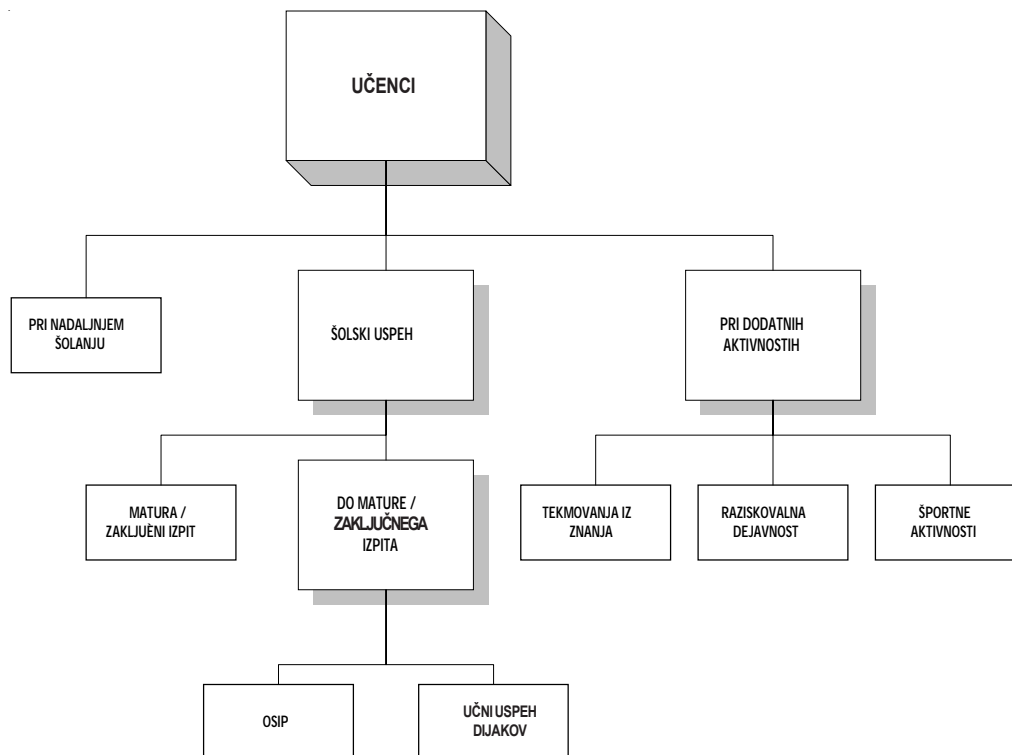 UČENCI
PRI NADALJNJEM
ŠOLANJU
ŠOLSKI USPEH
PRI DODATNIH
AKTIVNOSTIH
MATURA /
ZAKLJUÈNI IZPIT
DO MATURE /
ZAKLJUČNEGA
IZPITA
TEKMOVANJA IZ
ZNANJA
RAZISKOVALNA
DEJAVNOST
ŠPORTNE
AKTIVNOSTI
OSIP
UČNI USPEH
DIJAKOV